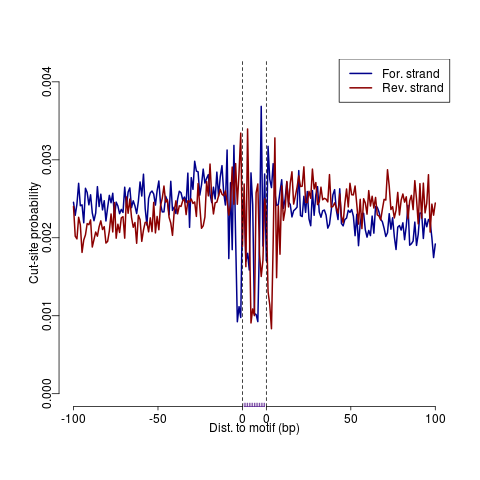 For. strand
Rev. strand
Cut-site probability
0.004
0.003
0.002
0.001
0.000
-100 -50 0 0 50 100
Dist. to motif (bp)